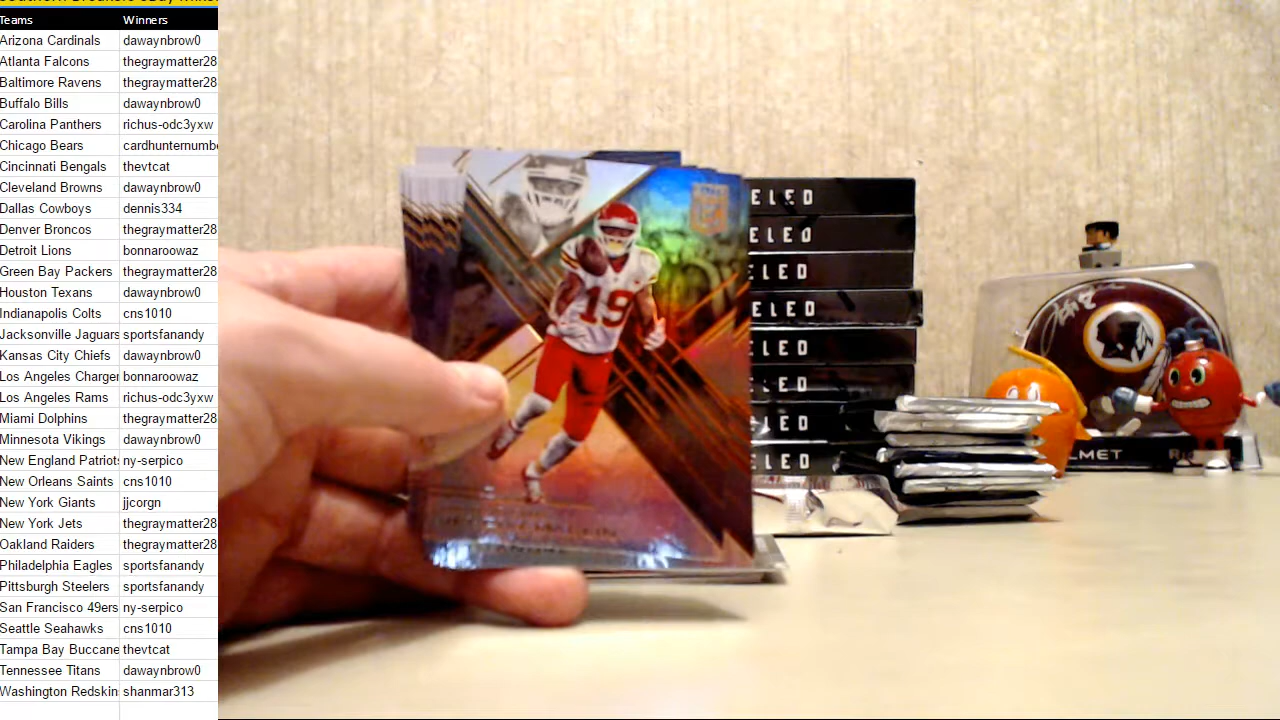 Teams Winners
Arizona Cardinals dawaynbrow0
Atlanta Falcons thegraymatter28
Baltimore Ravens thegraymatter28
Buffalo Bills dawaynbrow0
Carolina Panthers richus-odc3yxw
Chicago Bears cardhunternumbe
Cincinnati Bengals thevtcat
Cleveland Browns dawaynbrow0
Dallas Cowboys dennis334
Denver Broncos thegraymatter28
Detroit Lions bonnaroowaz
Green Bay Packers thegraymatter28
Houston Texans dawaynbrow0
Indianapolis Colts cns1010
Jacksonville Jaguars sportsfanandy
Kansas City Chiefs dawaynbrow0
Los Angeles Charger bonnaroowaz
Los Angeles Rams richus-odc3yxw
Miami Dolphins thegraymatter28
Minnesota Vikings dawaynbrow0
New England Patriots ny-serpico
New Orleans Saints cns1010
New York Giants jjcorgn
New York Jets thegraymatter28
Oakland Raiders thegraymatter28
Philadelphia Eagles sportsfanandy
Pittsburgh Steelers sportsfanandy
San Francisco 49ers ny-serpico
Seattle Seahawks cns1010
Tampa Bay Buccane thevtcat
Tennessee Titans dawaynbrow0
Washington Redskin shanmar313
19
ELED
ELED
ELED
ELED
ELED
ELED
ELED
ELED
LMET